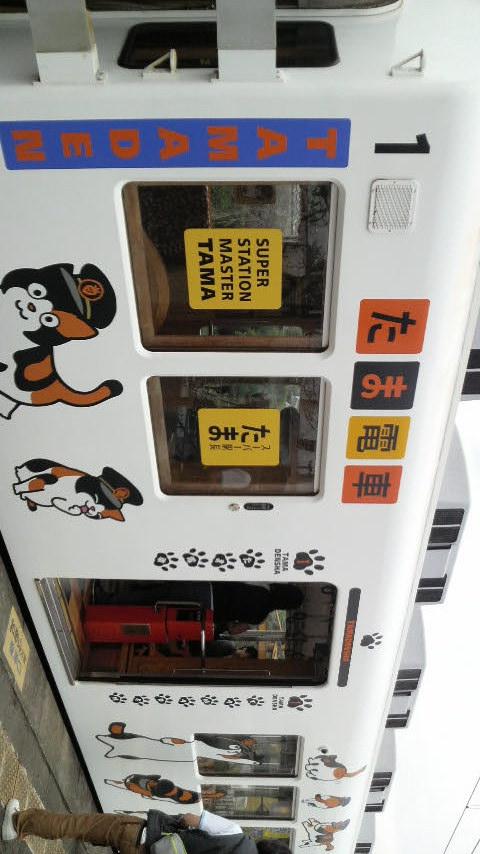 1
たま電車
TAMADEN
SUPER
STATION
MASTER
TAMA
スーパー駅長
たま
1
TAMA
DENSHA
TAMA
DENSHA